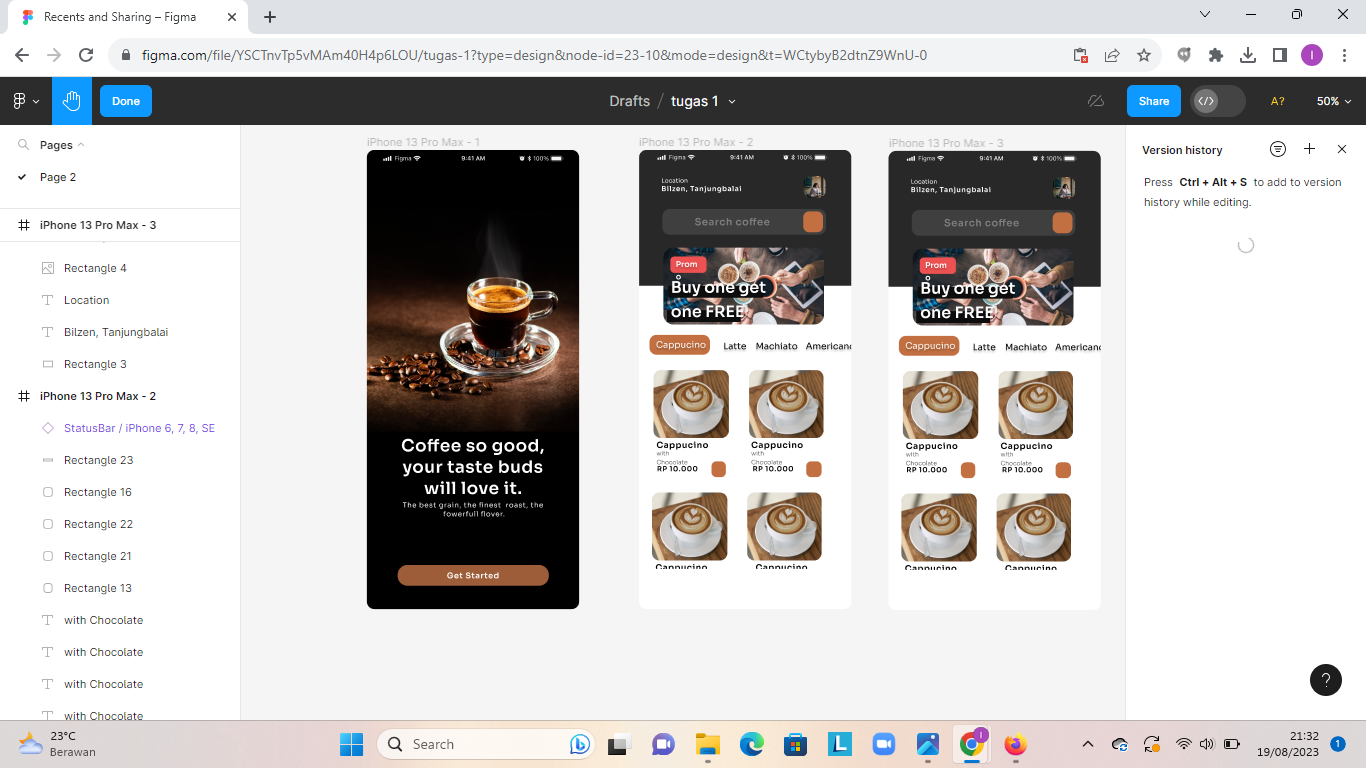 Recents and Sharing – Figma
figma.com/file/YSCTnvTp5vMAm40H4p6LOU/tugas-1?type=design&node-id=23-10&mode=design&t=WCtybyB2dtnZ9WnU-0
I
Done
Drafts / tugas 1
Share
A?
50%
Pages
Page 2
iPhone 13 Pro Max - 3
Rectangle 4
Location
Bilzen, Tanjungbalai
Rectangle 3
iPhone 13 Pro Max - 2
StatusBar / iPhone 6, 7, 8, SE
Rectangle 23
Rectangle 16
Rectangle 22
Rectangle 21
Rectangle 13
with Chocolate
with Chocolate
with Chocolate
with Chocolate
iPhone 13 Pro Max - 1
Figma 9:41 AM 100%
Coffee so good,
your taste buds
will love it.
The best grain, the finest roast, the
fowerfull flover.
Get Started
iPhone 13 Pro Max - 2
Figma 9:41 AM 100%
Location
Bilzen, Tanjungbalai
Search coffee
Prom
o
Buy one get
one FREE
Cappucino Latte Machiato Americano
Cappucino Cappucino
with with
Chocolate Chocolate
RP 10.000 RP 10.000
Cappucino Cappucino
iPhone 13 Pro Max - 3
Figma 9:41 AM 100%
Location
Bilzen, Tanjungbalai
Search coffee
Prom
o
Buy one get
one FREE
Cappucino Latte Machiato Americano
Cappucino Cappucino
with with
Chocolate Chocolate
RP 10.000 RP 10.000
Cappucino Cappucino
Version history
Press Ctrl + Alt + S to add to version
history while editing.
?
23°C
Berawan
Search
L
I
21:32
19/08/2023
1